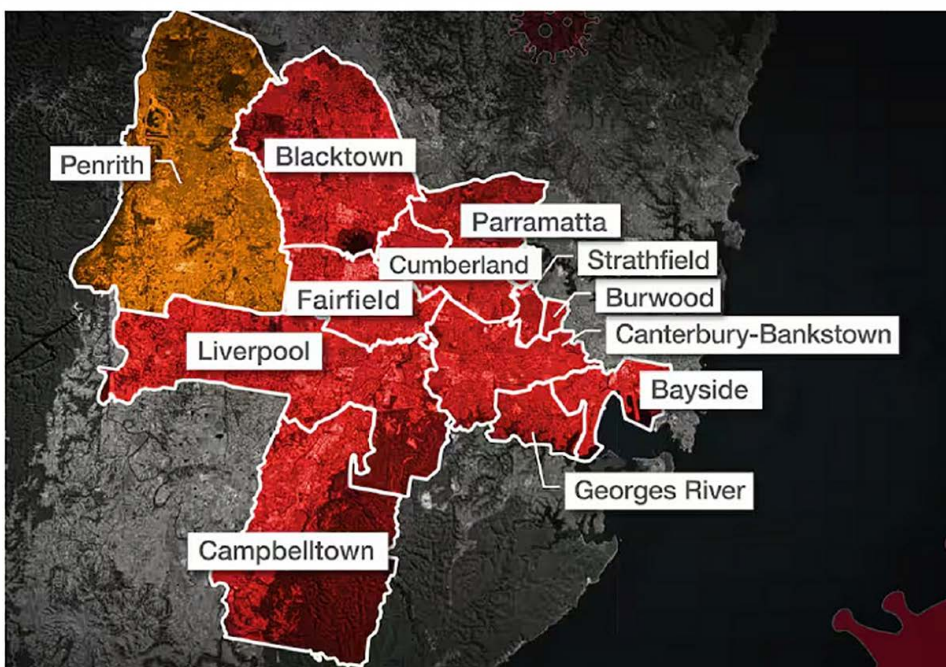 Penrith
Blacktown
Parramatta
Cumberland
Strathfield
Fairfield
Burwood
Canterbury-Bankstown
Liverpool
Bayside
Georges River
Campbelltown